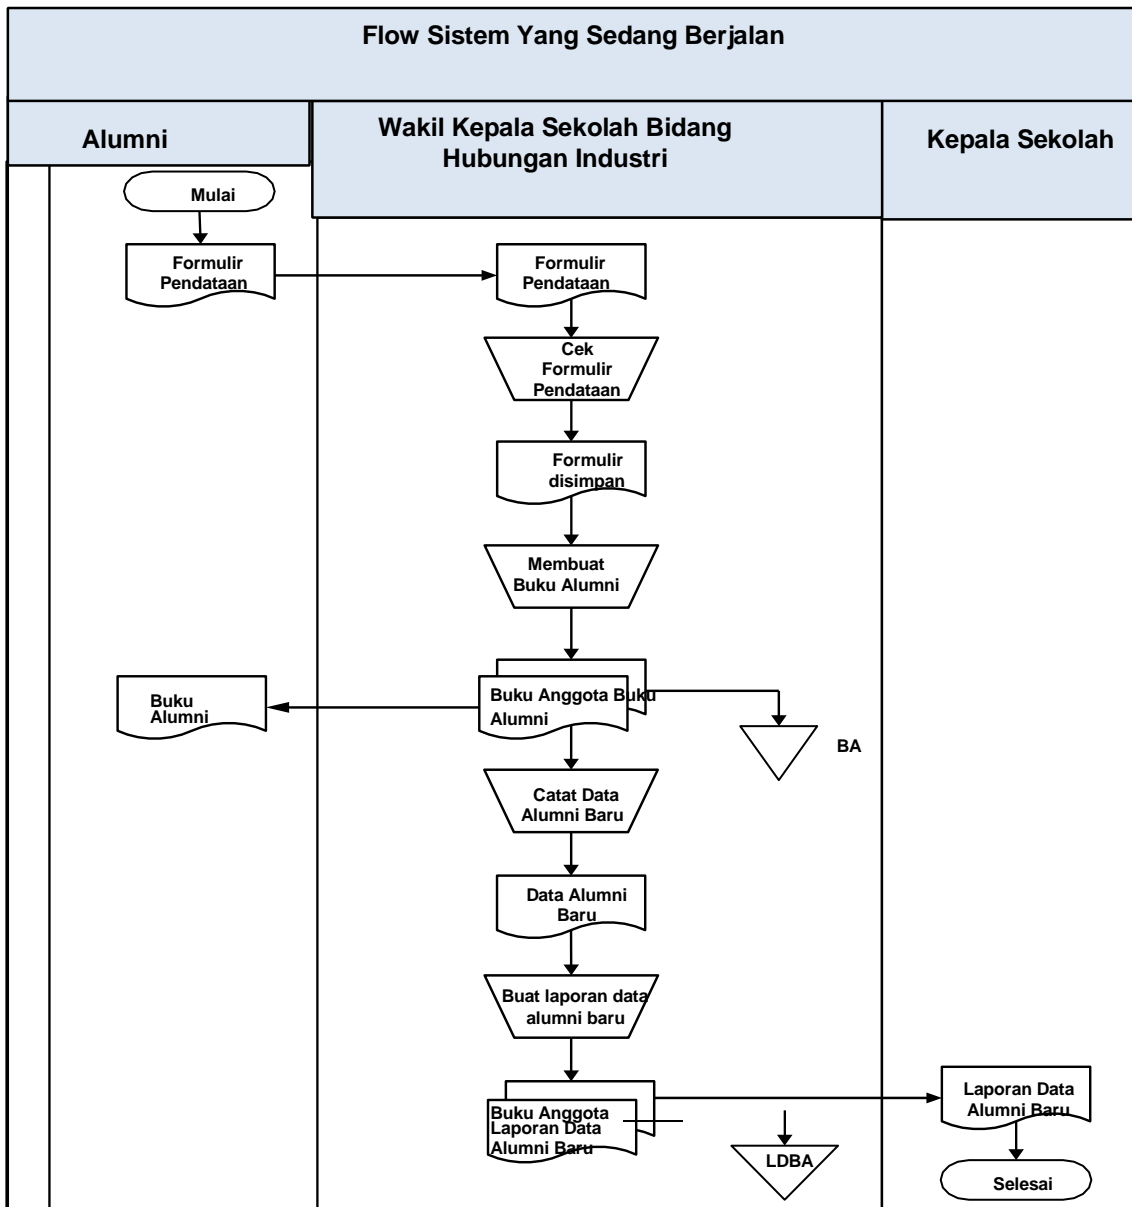 Flow Sistem Yang Sedang Berjalan
Alumni
Wakil Kepala Sekolah Bidang
Hubungan Industri
Kepala Sekolah
Mulai
Formulir
Pendataan
Formulir
Pendataan
Cek
Formulir
Pendataan
Formulir
disimpan
Membuat
Buku Alumni
Buku Anggota Buku
Alumni
Buku
Alumni
BA
Catat Data
Alumni Baru
Data Alumni
Baru
Buat laporan data
alumni baru
Buku Anggota
Laporan Data
Alumni Baru
LDBA
Laporan Data
Alumni Baru
Selesai